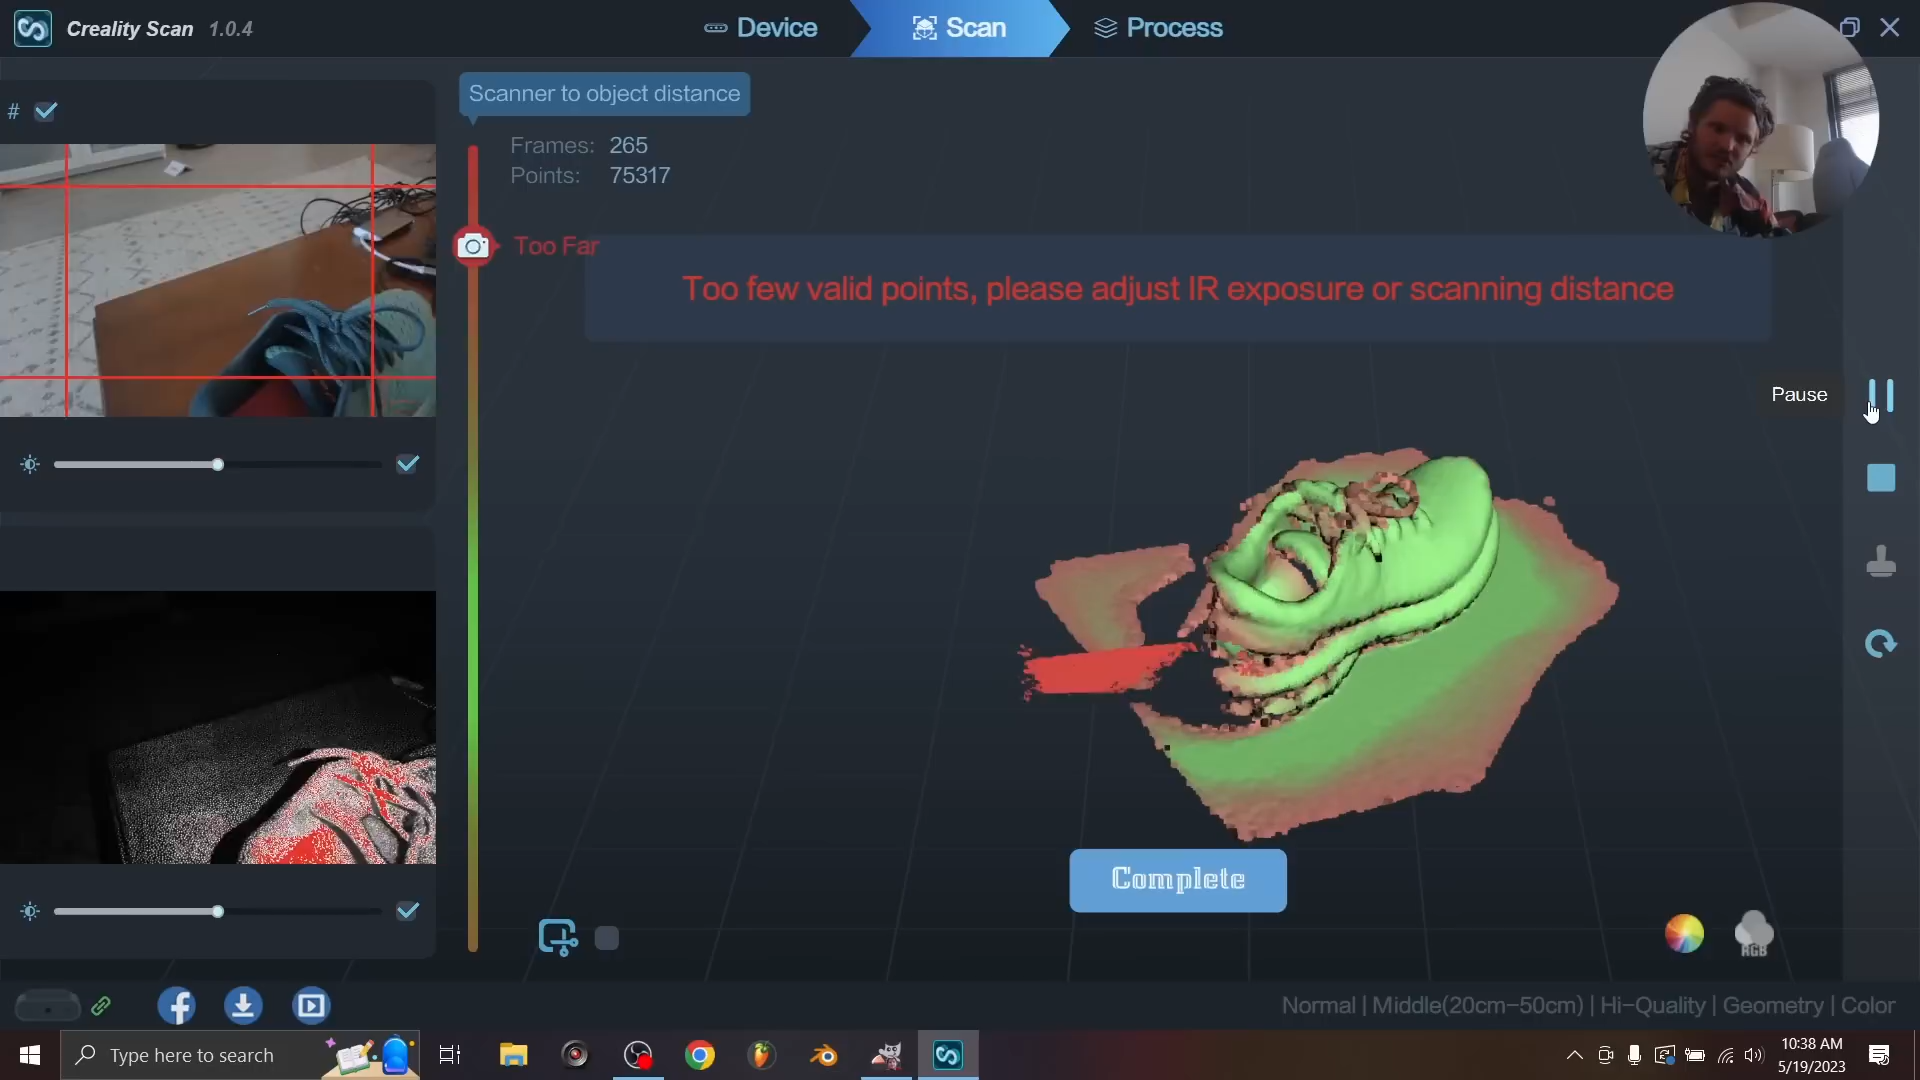 Creality Scan 1.0.4
Device
Scan
Process
#
Scanner to object distance
Frames: 265
Points: 75317
Too Far
Too few valid points, please adjust IR exposure or scanning distance
Pause
Complete
RGB
Normal | Middle(20cm-50cm) | Hi-Quality | Geometry | Color
Type here to search
10:38 AM
5/19/2023